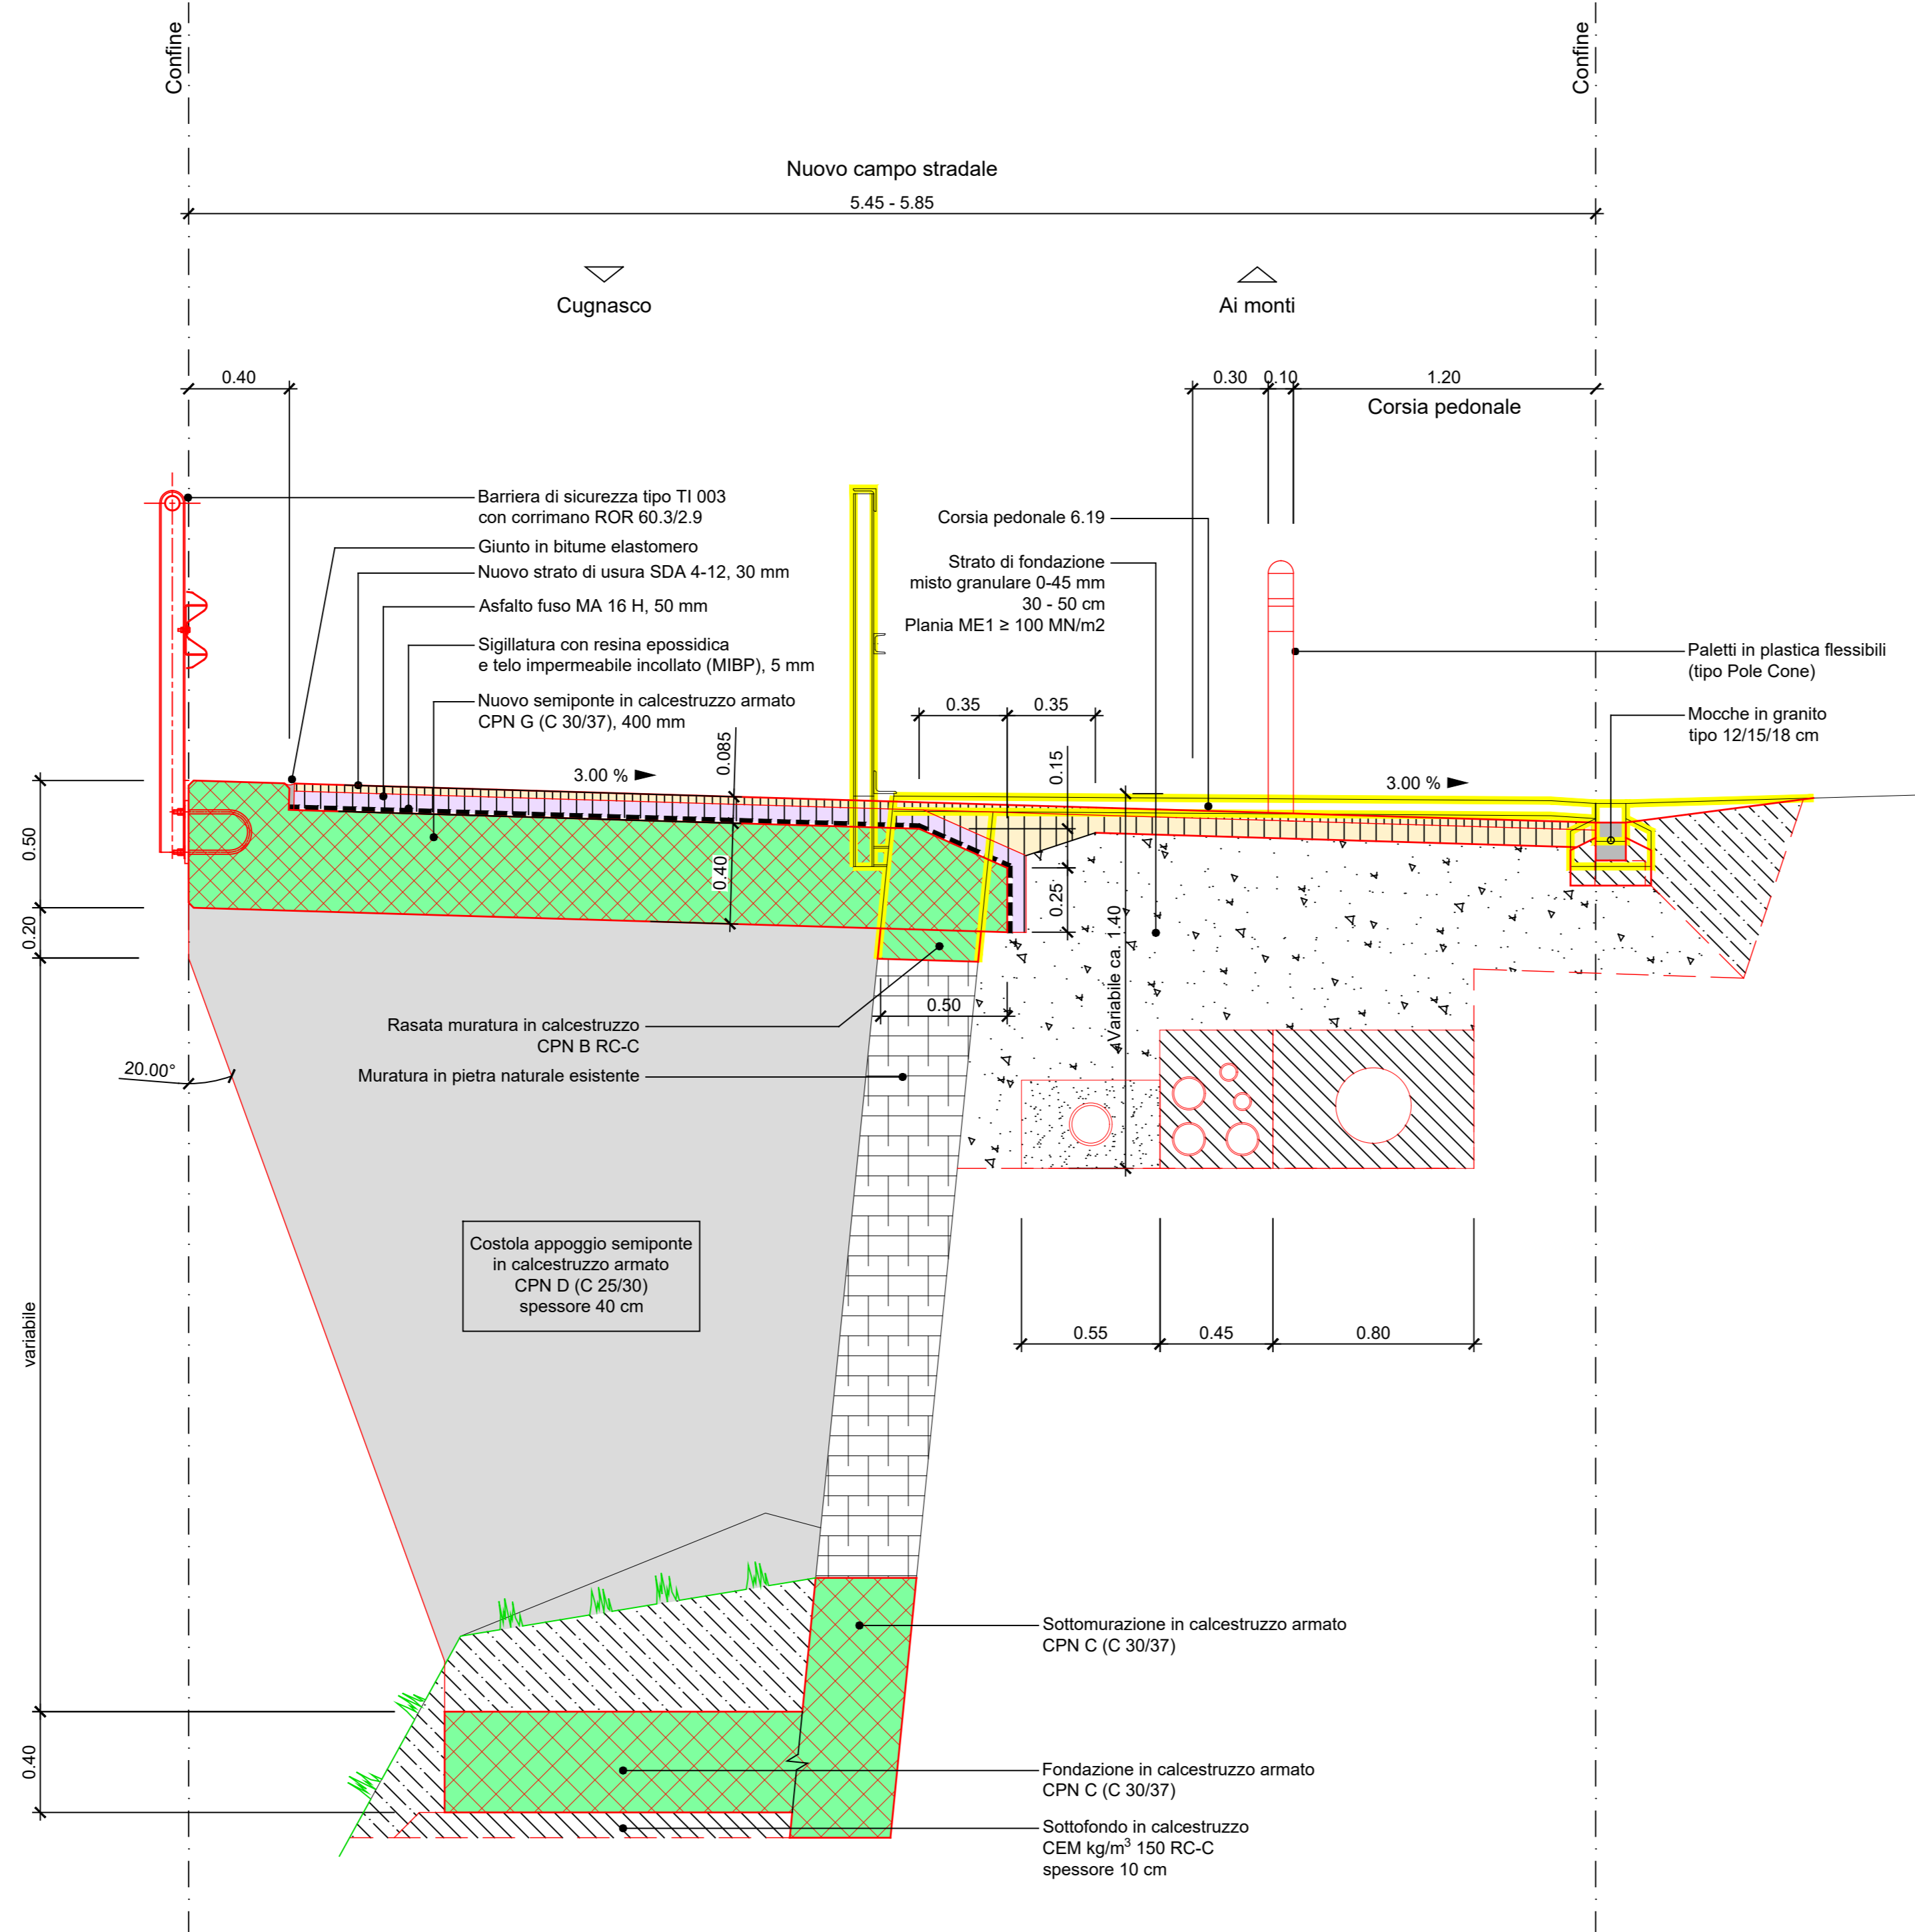 Confine
Confine
Nuovo campo stradale
5.45 - 5.85
Cugnasco
Ai monti
0.40
0.30
0.10
1.20
Corsia pedonale
Barriera di sicurezza tipo TI 003
con corrimano ROR 60.3/2.9
Giunto in bitume elastomero
Nuovo strato di usura SDA 4-12, 30 mm
Asfalto fuso MA 16 H, 50 mm
Sigillatura con resina epossidica
e telo impermeabile incollato (MIBP), 5 mm
Nuovo semiponte in calcestruzzo armato
CPN G (C 30/37), 400 mm
Corsia pedonale 6.19
Strato di fondazione
misto granulare 0-45 mm
30 - 50 cm
Plania ME1 ≥ 100 MN/m2
Paletti in plastica flessibili
(tipo Pole Cone)
Mocche in granito
tipo 12/15/18 cm
0.35
0.35
0.085
0.15
3.00 %
3.00 %
0.50
0.40
0.25
0.20
Variabile ca. 1.40
0.50
Rasata muratura in calcestruzzo
CPN B RC-C
Muratura in pietra naturale esistente
20.00°
Costola appoggio semiponte
in calcestruzzo armato
CPN D (C 25/30)
spessore 40 cm
0.55
0.45
0.80
variabile
Sottomurazione in calcestruzzo armato
CPN C (C 30/37)
0.40
Fondazione in calcestruzzo armato
CPN C (C 30/37)
Sottofondo in calcestruzzo
CEM kg/m³ 150 RC-C
spessore 10 cm